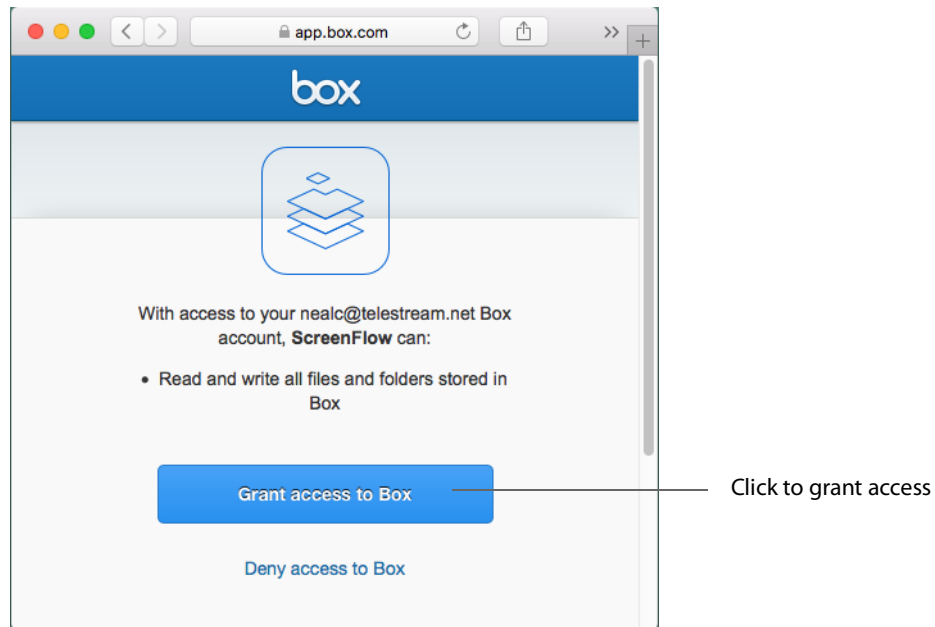 app.box.com
box
With access to your nealc@telestream.net Box
account, ScreenFlow can:
• Read and write all files and folders stored in
Box
Grant access to Box
Click to grant access
Deny access to Box